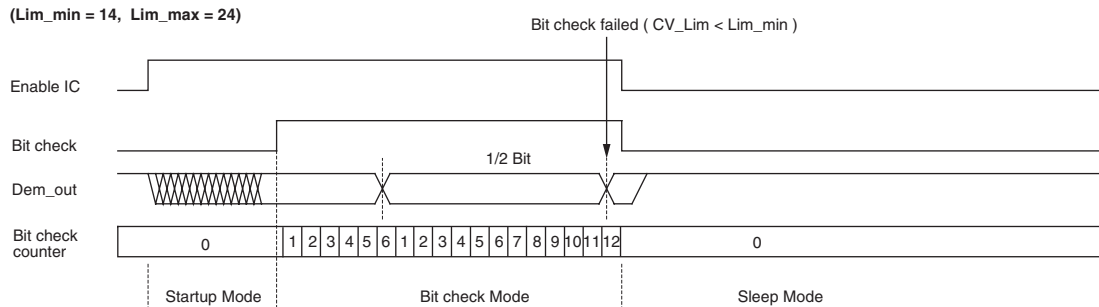 (Lim_min = 14, Lim_max = 24)
Bit check failed ( CV_Lim < Lim_min )
Enable IC
Bit check
1/2 Bit
Dem_out
Bit check
counter
0 1 2 3 4 5 6 1 2 3 4 5 6 7 8 9 10 11 12 0
Startup Mode Bit check Mode Sleep Mode